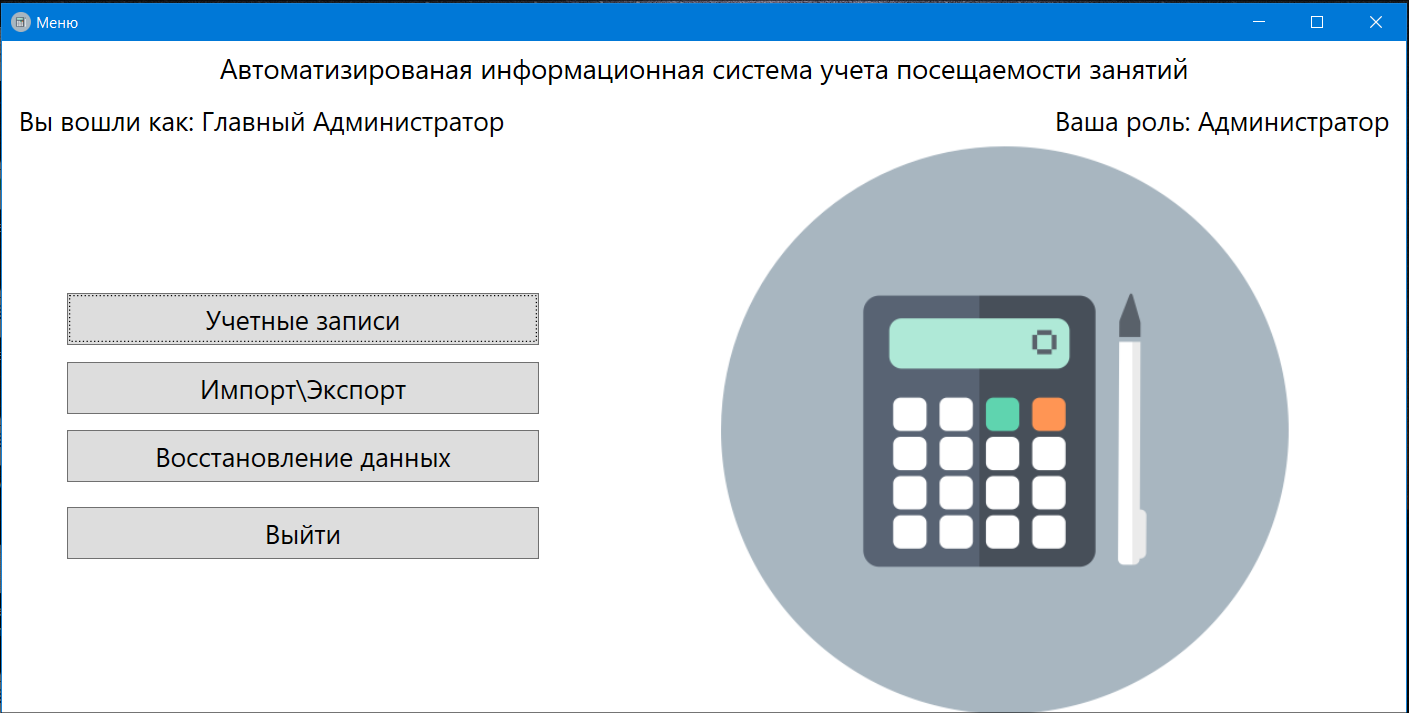 Меню
Автоматизированая информационная система учета посещаемости занятий
Вы вошли как: Главный Администратор
Ваша роль: Администратор
Учетные записи
Импорт\Экспорт
Восстановление данных
Выйти
0